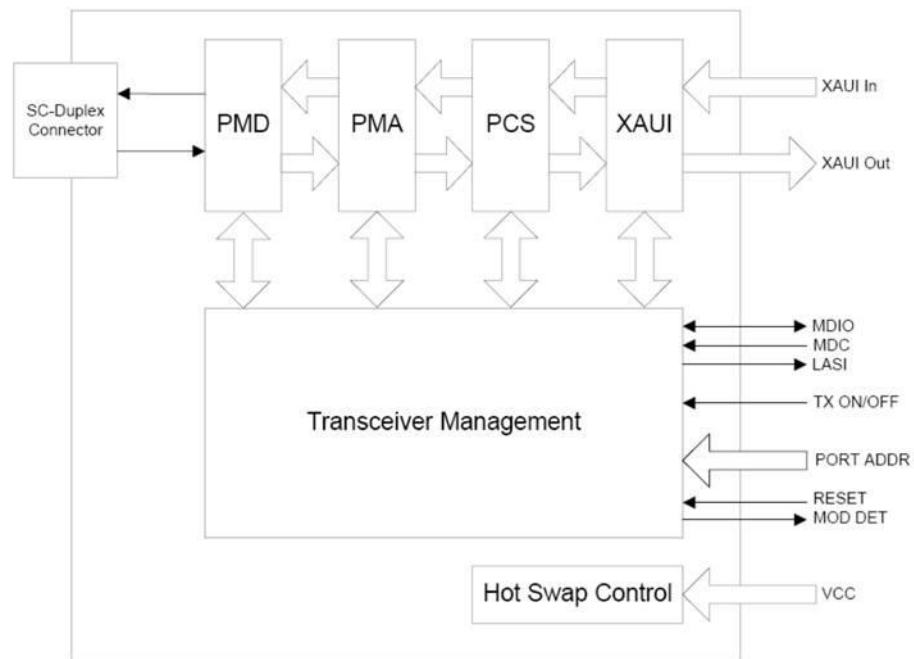 XAUI In
SC-Duplex
Connector
PMD
PMA
PCS
XAUI
XAUI Out
MDIO
MDC
LASI
TX ON/OFF
Transceiver Management
PORT ADDR
RESET
MOD DET
Hot Swap Control
VCC